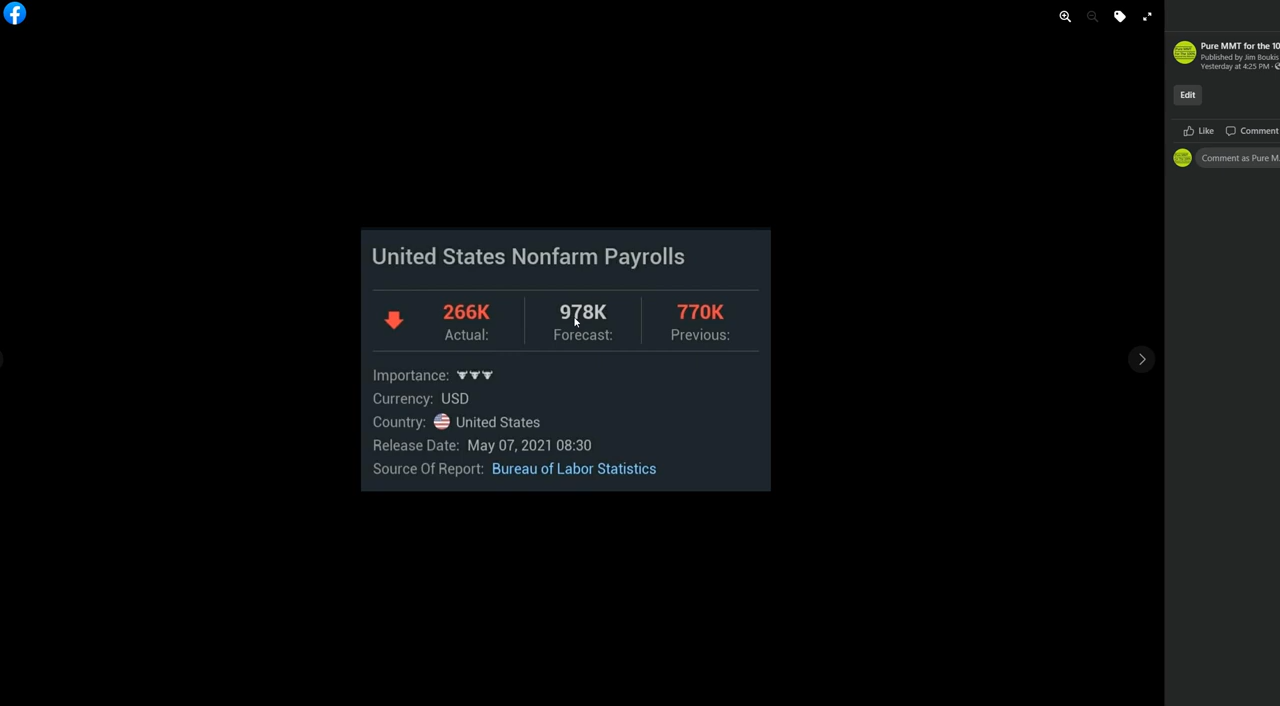 Pure MMT for the 10
Published by Jim Boukis
Yesterday at 4:25 PM ·
Edit
Like Comment
Comment as Pure M...
United States Nonfarm Payrolls
266K 978K 770K
Actual: Forecast: Previous:
Importance:
Currency: USD
Country: United States
Release Date: May 07, 2021 08:30
Source Of Report: Bureau of Labor Statistics